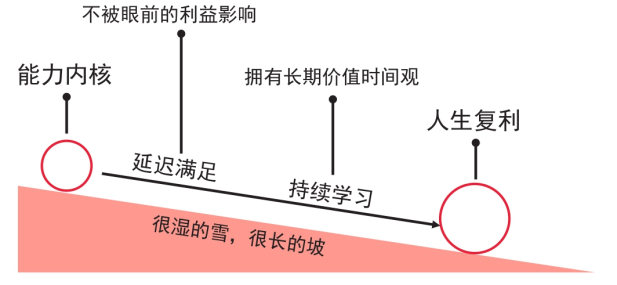 不被眼前的利益影响
能力内核
拥有长期价值时间观
人生复利
延迟满足
持续学习
很湿的雪，很长的坡